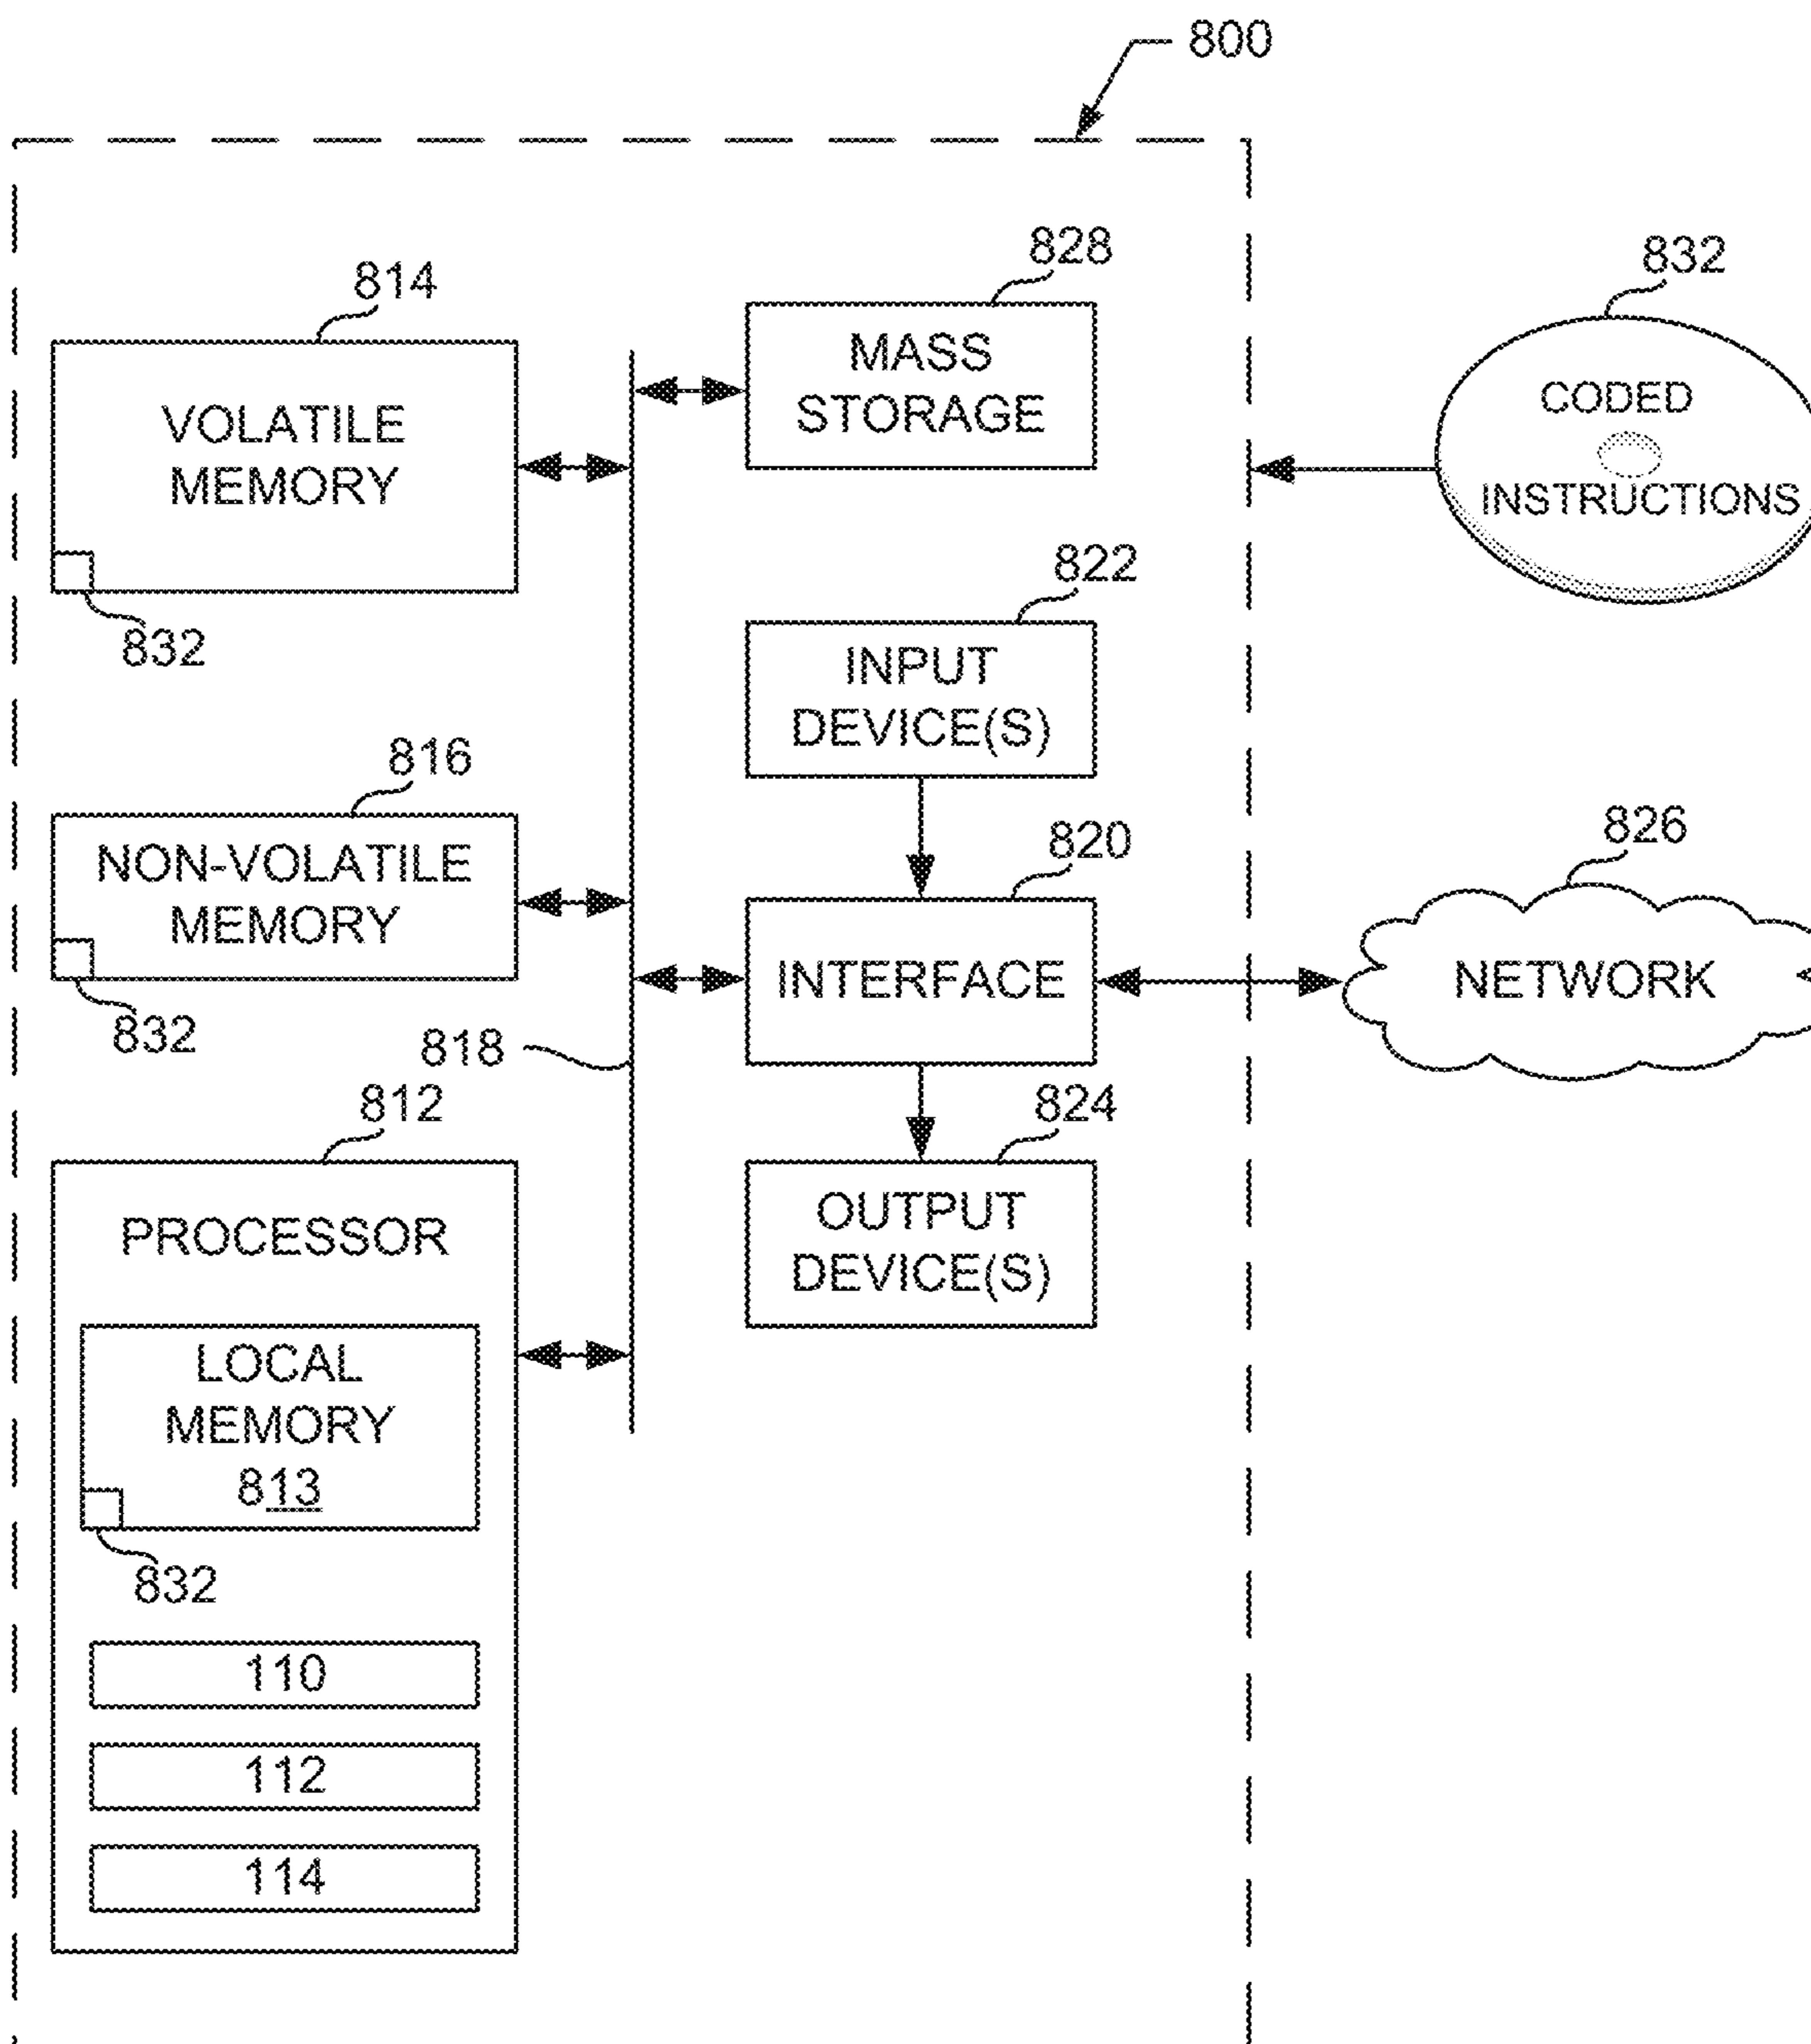 800
814
VOLATILE
MEMORY
832
828
MASS
STORAGE
832
CODED
INSTRUCTIONS
822
INPUT
DEVICE(S)
816
NON-VOLATILE
MEMORY
832
818
820
INTERFACE
826
NETWORK
812
PROCESSOR
LOCAL
MEMORY
813
832
824
OUTPUT
DEVICE(S)
110
112
114